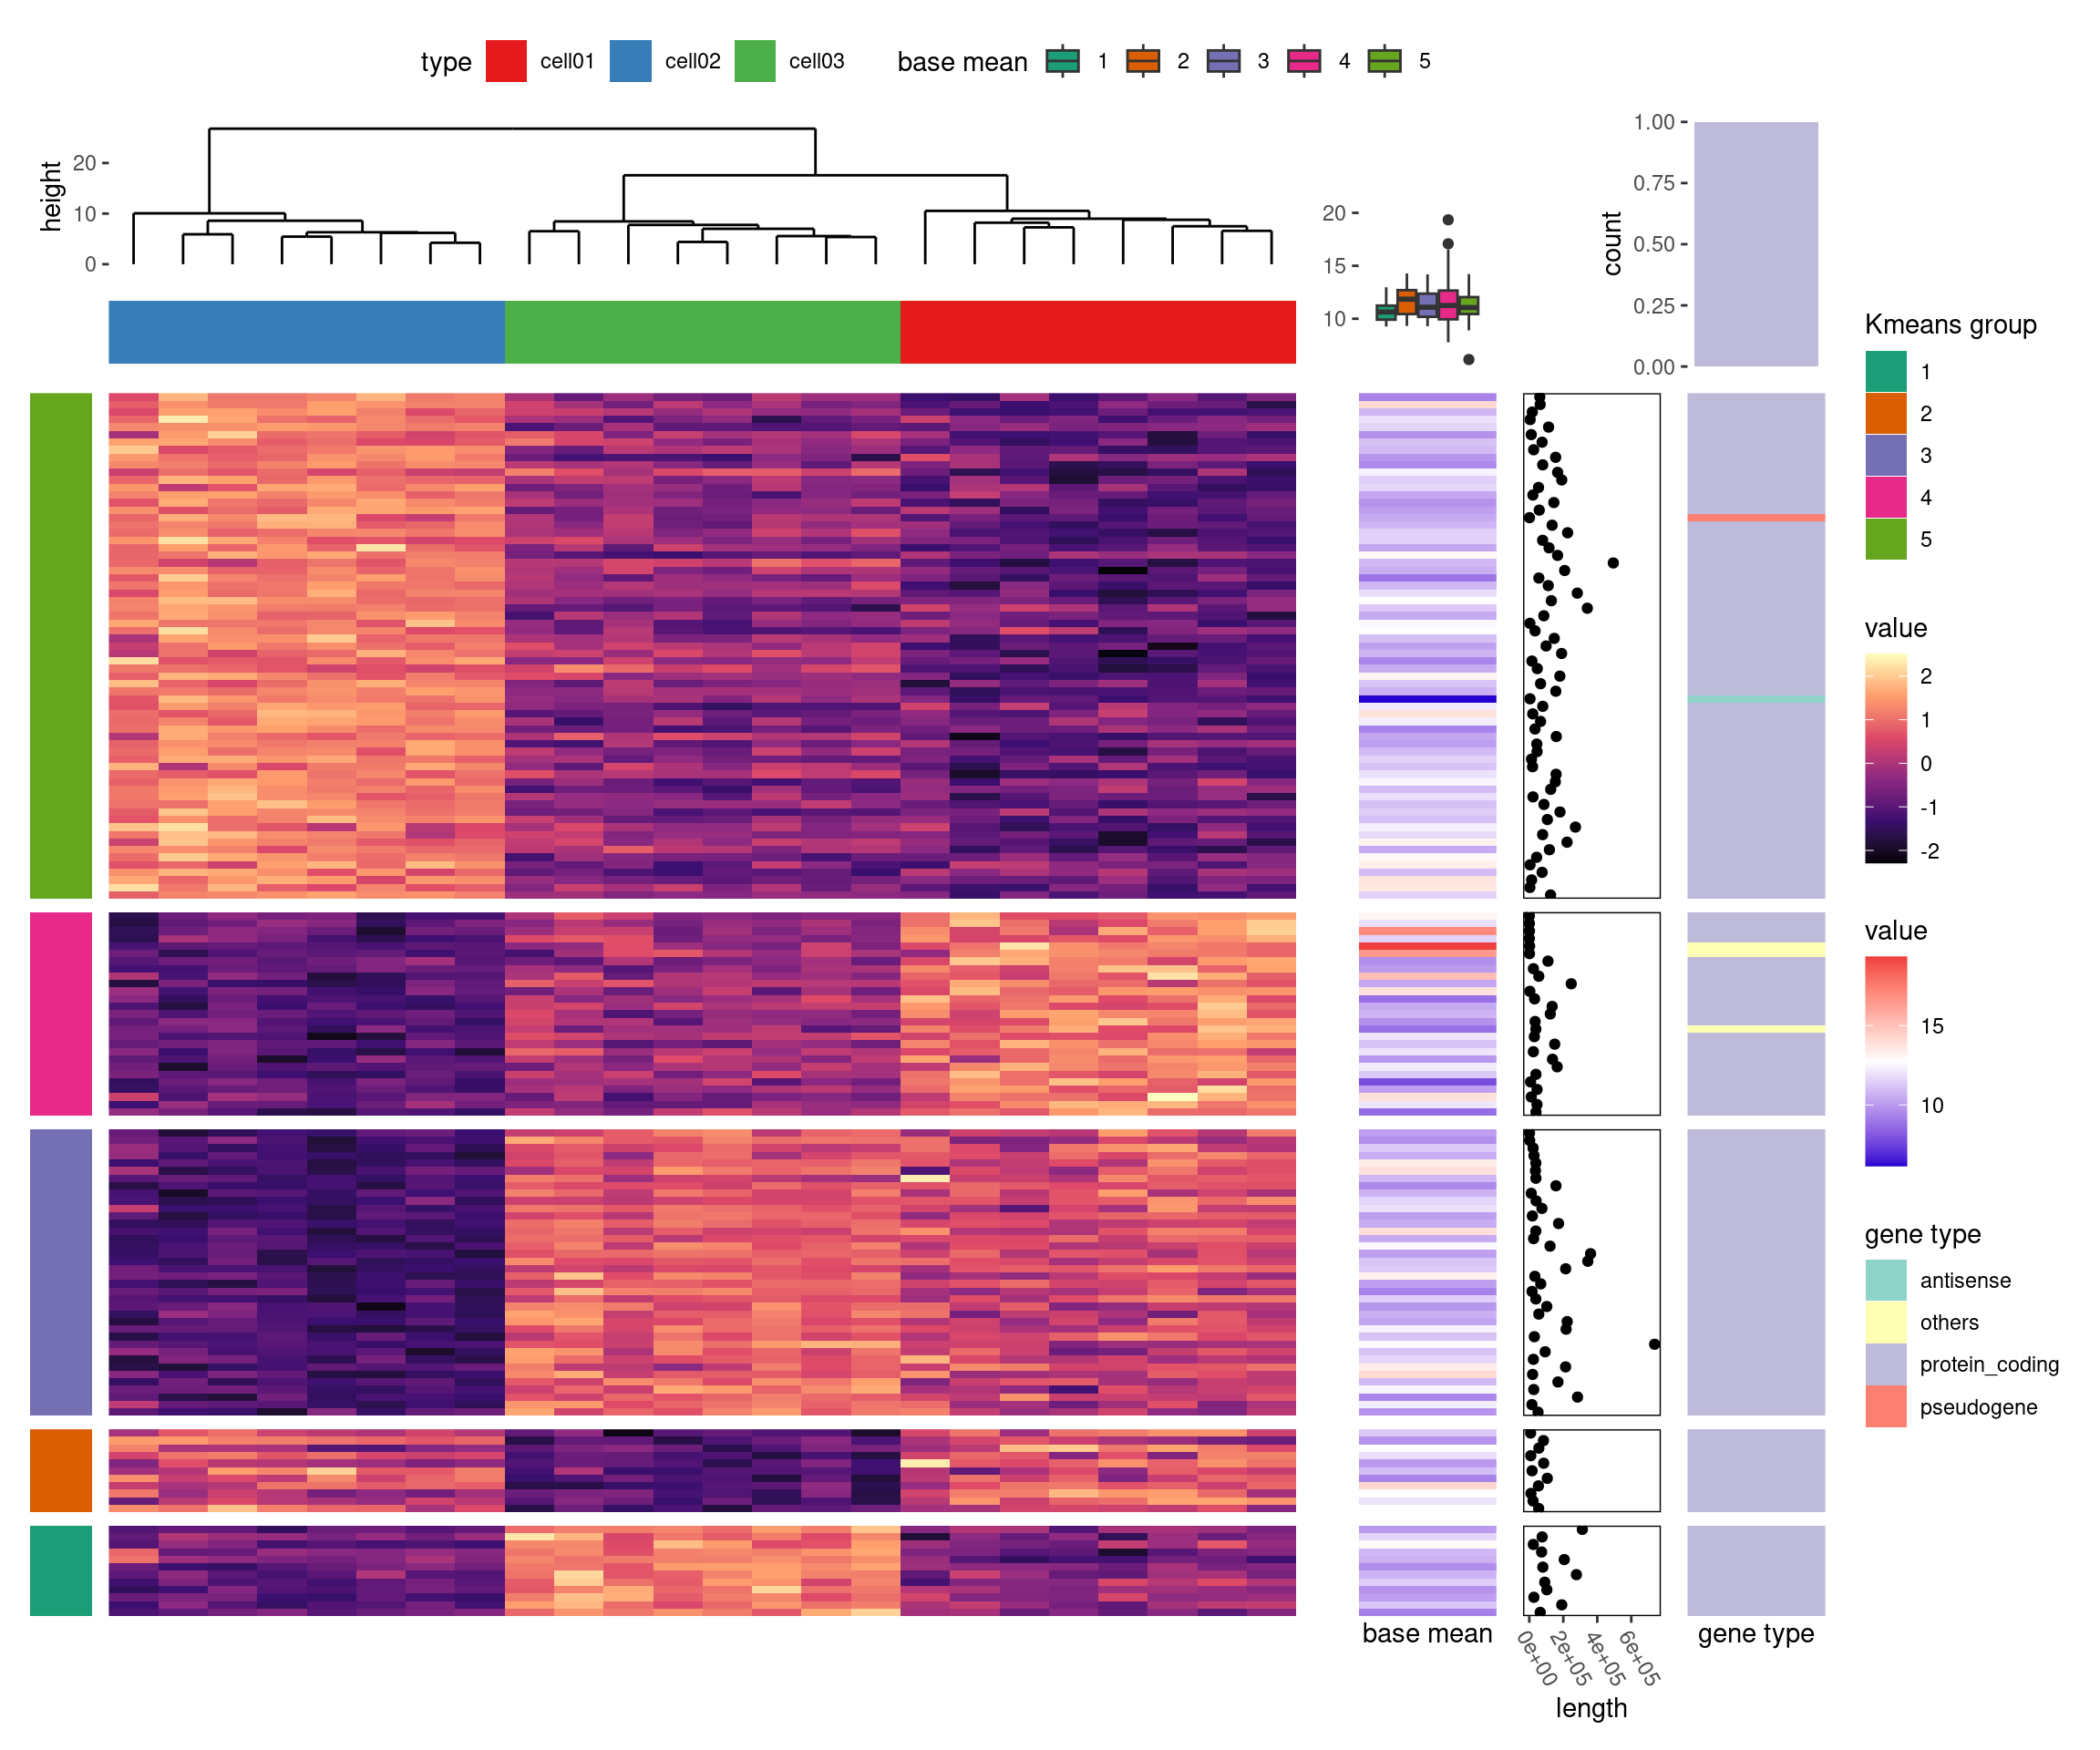 type cell01 cell02 cell03 base mean 1 2 3 4 5
height
20
10
0
20
15
10
count
1.00
0.75
0.50
0.25
0.00
Kmeans group
1
2
3
4
5
value
2
1
0
-1
-2
value
15
10
gene type
antisense
others
protein_coding
pseudogene
base mean
0e+00 2e+05 4e+05 6e+05
length
gene type